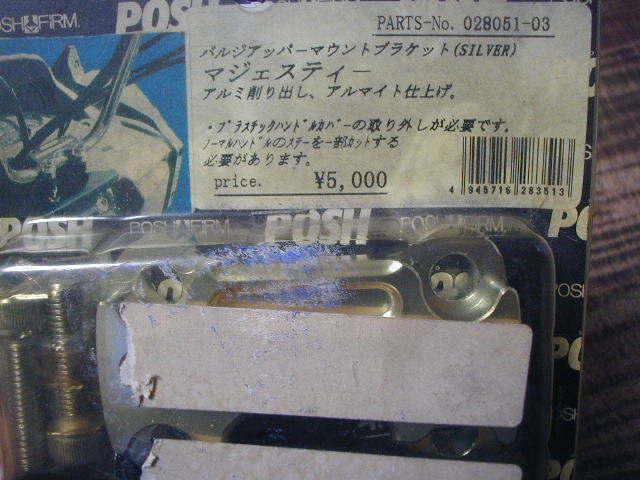 POSH FIRM
POSH
PARTS-No. 028051-03
バルジアッパーマウントブラケット(SILVER)
マジェスティー
アルミ削り出し、アルマイト仕上げ。
・プラスチックハンドルカバーの取り外しが必要です。
ノーマルハンドルのステーを一部カットする
必要があります。
price. ¥5,000
4 945716 283513
POSH
POSH FIRM
POSH
POSH FIRM
PO
POSH
POSH
POSH